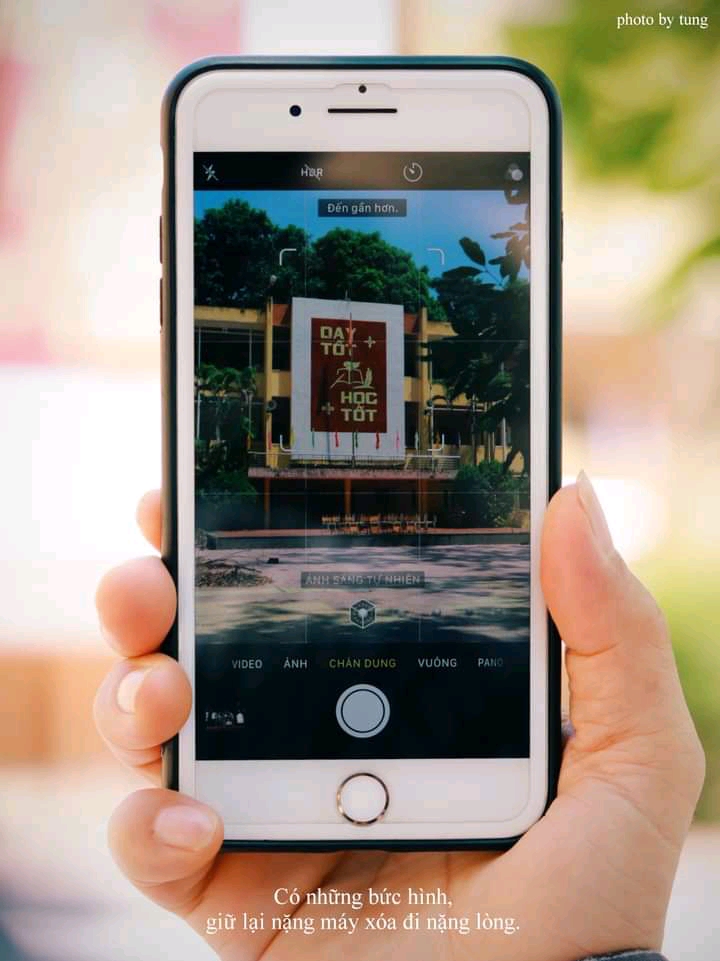 photo by tung
HDR
Đến gần hơn.
DẠY
TỐT
HỌC
TỐT
ÁNH SÁNG TỰ NHIÊN
VIDEO ẢNH CHÂN DUNG VUÔNG PANO
Có những bức hình,
giữ lại nặng máy xóa đi nặng lòng.